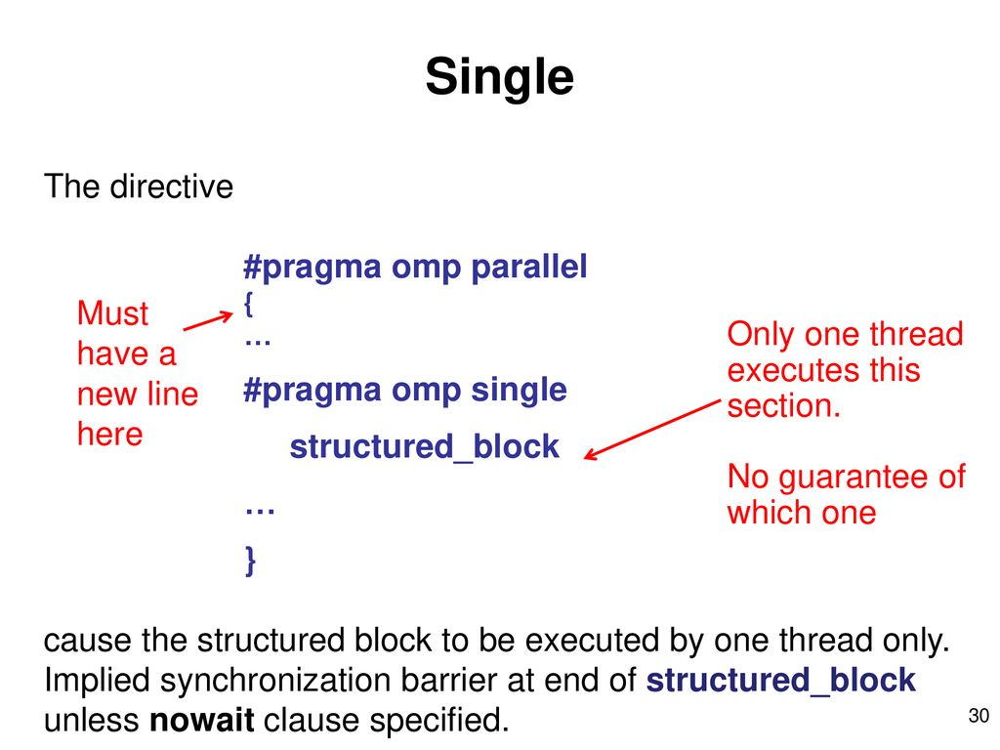 Single
The directive
#pragma omp parallel
{
…
#pragma omp single
structured_block
…
}
Must
have a
new line
here
Only one thread
executes this
section.
No guarantee of
which one
cause the structured block to be executed by one thread only.
Implied synchronization barrier at end of structured_block
unless nowait clause specified.
30